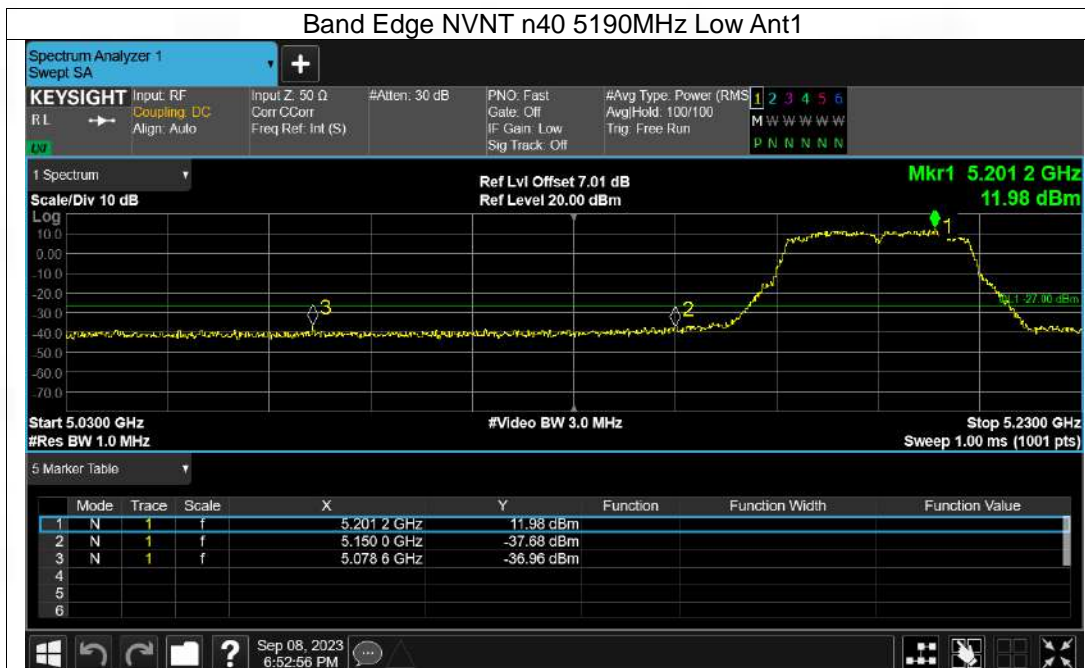 Band Edge NVNT n40 5190MHz Low Ant1
Spectrum Analyzer 1
Swept SA
+
KEYSIGHT
RL
LXI
Input: RF
Coupling: DC
Align: Auto
Input Z: 50 Ω
Corr CCorr
Freq Ref: Int (S)
#Atten: 30 dB
PNO: Fast
Gate: Off
IF Gain: Low
Sig Track: Off
#Avg Type: Power (RMS
Avg|Hold: 100/100
Trig: Free Run
1 2 3 4 5 6
M W W W W W
P N N N N N
1 Spectrum
Scale/Div 10 dB
Ref Lvl Offset 7.01 dB
Ref Level 20.00 dBm
Mkr1 5.201 2 GHz
11.98 dBm
Log
10.0
0.00
-10.0
-20.0
-30.0
-40.0
-50.0
-60.0
-70.0
1
2
3
DL1 -27.00 dBm
Start 5.0300 GHz
#Res BW 1.0 MHz
#Video BW 3.0 MHz
Stop 5.2300 GHz
Sweep 1.00 ms (1001 pts)
5 Marker Table
Mode Trace Scale X Y Function Function Width Function Value
1 N 1 f 5.201 2 GHz 11.98 dBm
2 N 1 f 5.150 0 GHz -37.68 dBm
3 N 1 f 5.078 6 GHz -36.96 dBm
4
5
6
?
Sep 08, 2023
6:52:56 PM